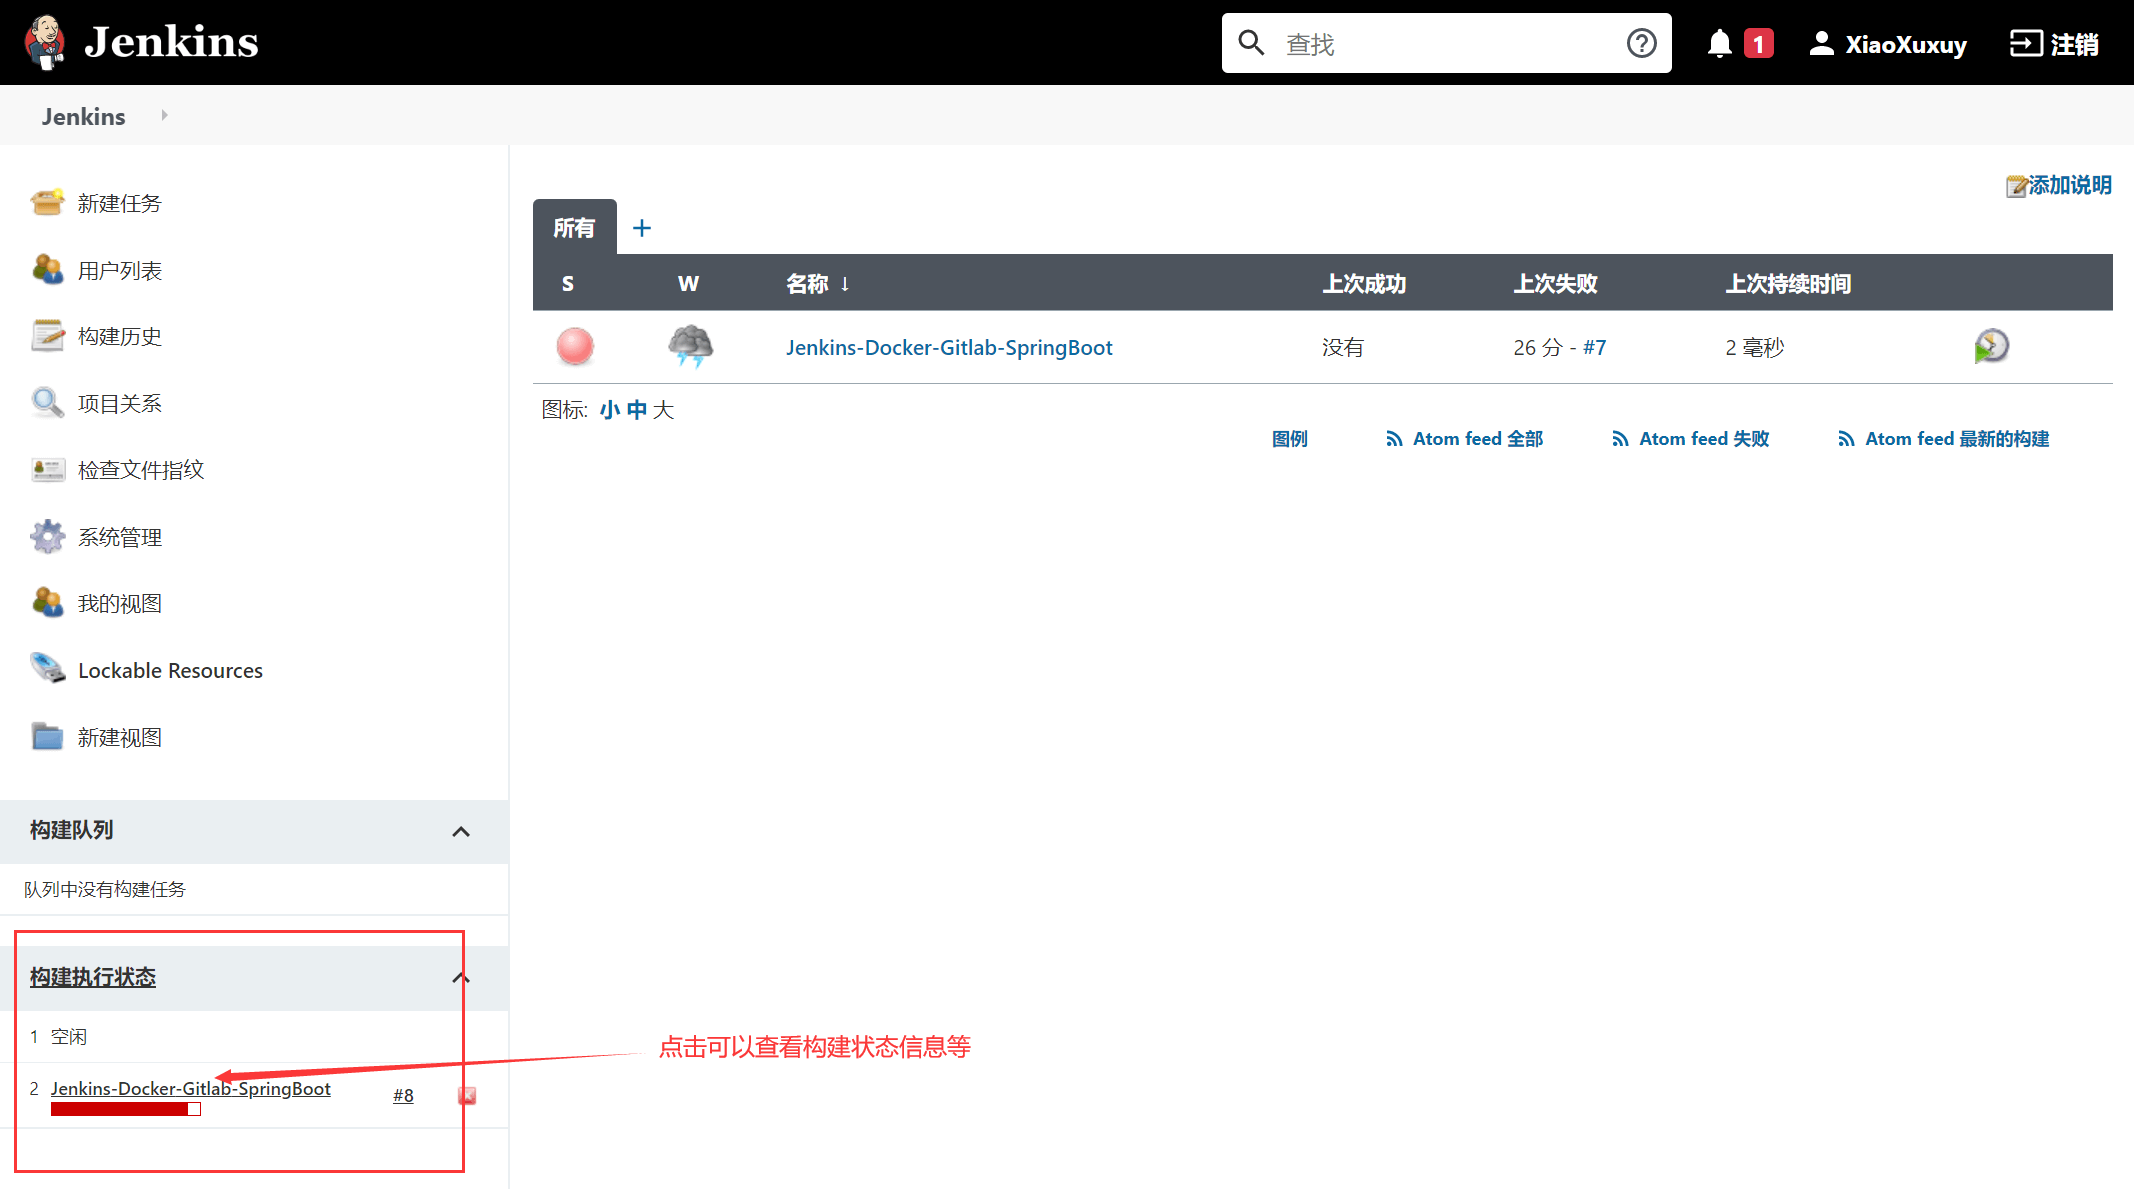 Jenkins
查找
1
XiaoXuxuy
注销
Jenkins
新建任务
用户列表
构建历史
项目关系
检查文件指纹
系统管理
我的视图
Lockable Resources
新建视图
构建队列
队列中没有构建任务
构建执行状态
1 空闲
2 Jenkins-Docker-Gitlab-SpringBoot #8
添加说明
所有 +
S W 名称 ↓ 上次成功 上次失败 上次持续时间
Jenkins-Docker-Gitlab-SpringBoot 没有 26 分 - #7 2 毫秒
图标: 小 中 大
图例 Atom feed 全部 Atom feed 失败 Atom feed 最新的构建
点击可以查看构建状态信息等